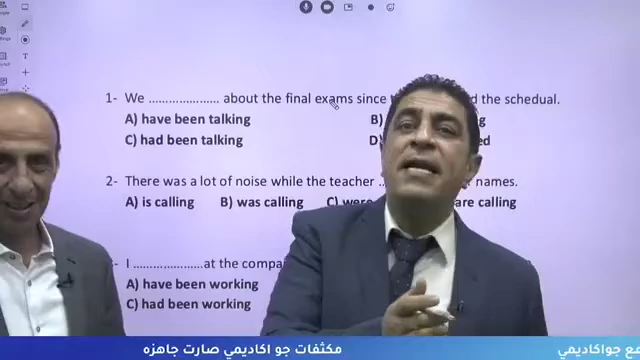 1- We ..................... about the final exams since the schedual.
A) have been talking B)
C) had been talking
2- There was a lot of noise while the teacher .. names.
A) is calling B) was calling C) were are calling
I .....................at the compa
A) have been working
C) had been working
مكثفات جو اكاديمي صارت جاهزه
مع جواكاديمي